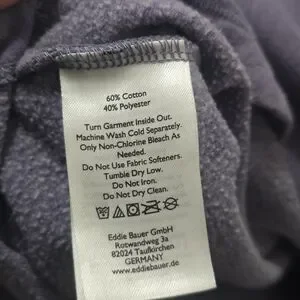 60% Cotton
40% Polyester
Turn Garment Inside Out.
Machine Wash Cold Separately.
Only Non-Chlorine Bleach As
Needed.
Do Not Use Fabric Softeners.
Tumble Dry Low.
Do Not Iron.
Do Not Dry Clean.
Eddie Bauer GmbH
Rotwandweg 3a
82024 Taufkirchen
GERMANY
www.eddiebauer.de